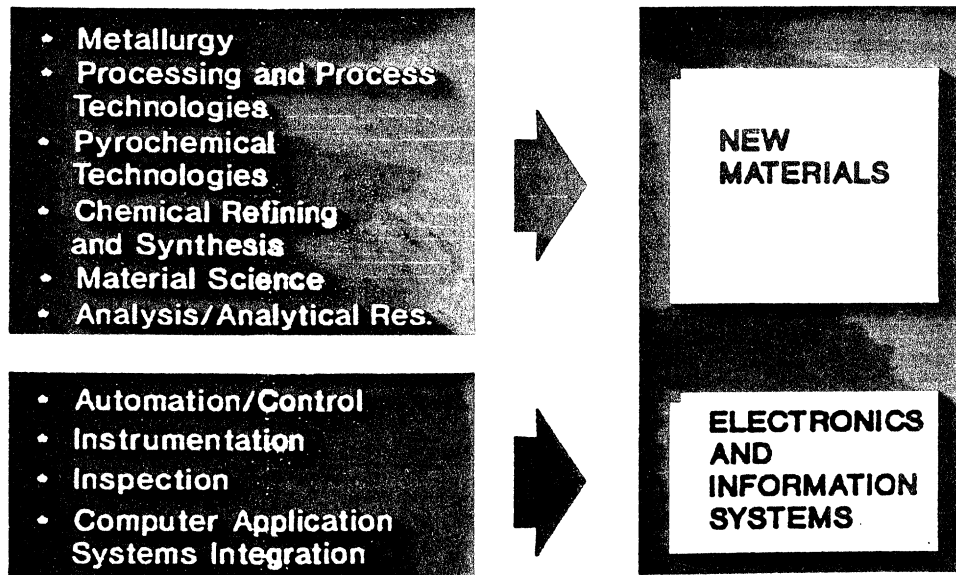 • Metallurgy
• Processing and Process
Technologies
• Pyrochemical
Technologies
• Chemical Refining
and Synthesis
• Material Science
• Analysis/Analytical Res.
NEW
MATERIALS
• Automation/Control
• Instrumentation
• Inspection
• Computer Application
Systems Integration
ELECTRONICS
AND
INFORMATION
SYSTEMS